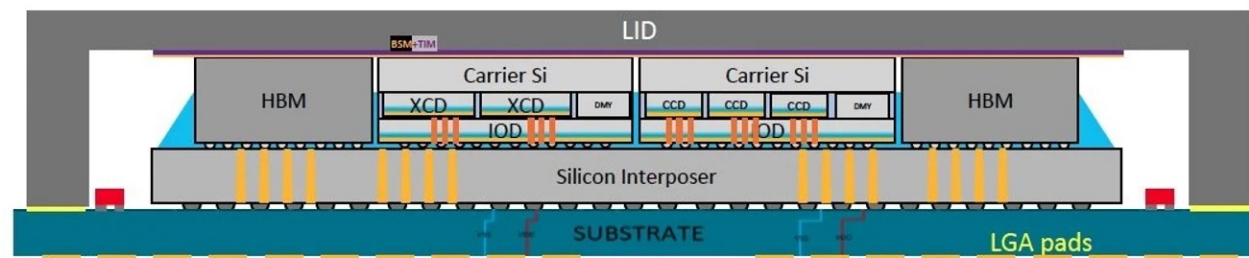 LID
BSM+TIM
Carrier Si
Carrier Si
HBM
XCD
XCD
DMY
CCD
CCD
CCD
DMY
HBM
IOD
IOD
Silicon Interposer
SUBSTRATE
LGA pads